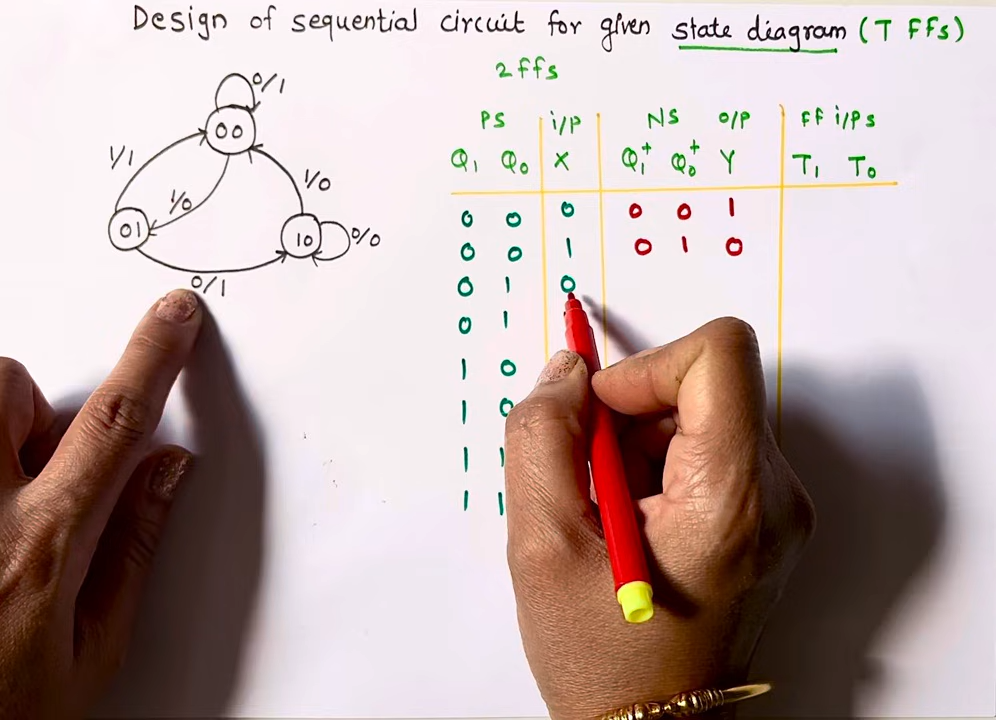 Design of sequential circuit for given state diagram (T FFs)
2ffs
0/1
00
1/1
1/0
1/0
01
10
0/0
0/1
PS i/p NS o/p FF i/Ps
Q1 Q0 X Q1+ Q0+ Y T1 T0
0 0 0 0 0 1
0 0 1 0 1 0
0 1 0
0 1
1 0
1 0
1 1
1 1